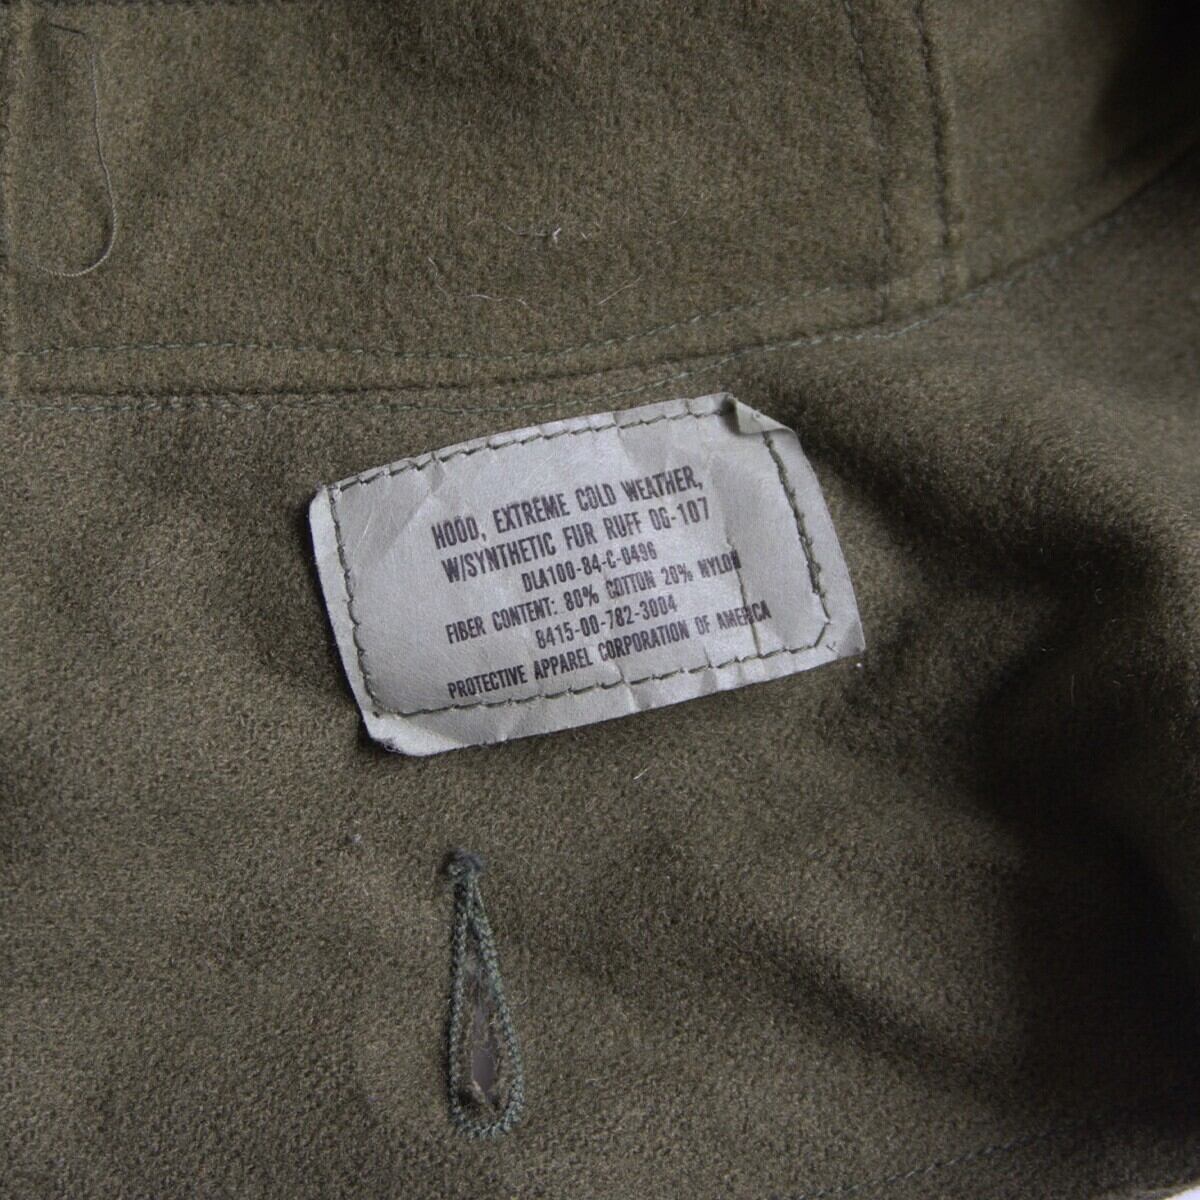 HOOD, EXTREME COLD WEATHER,
W/SYNTHETIC FUR RUFF OG-107
DLA100-84-C-0496
FIBER CONTENT: 80% COTTON 20% NYLON
8415-00-782-3004
PROTECTIVE APPAREL CORPORATION OF AMERICA